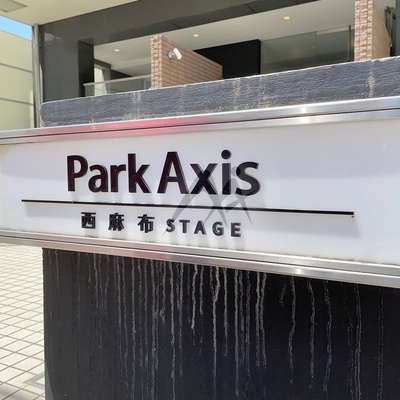 Park Axis
西麻布 STAGE